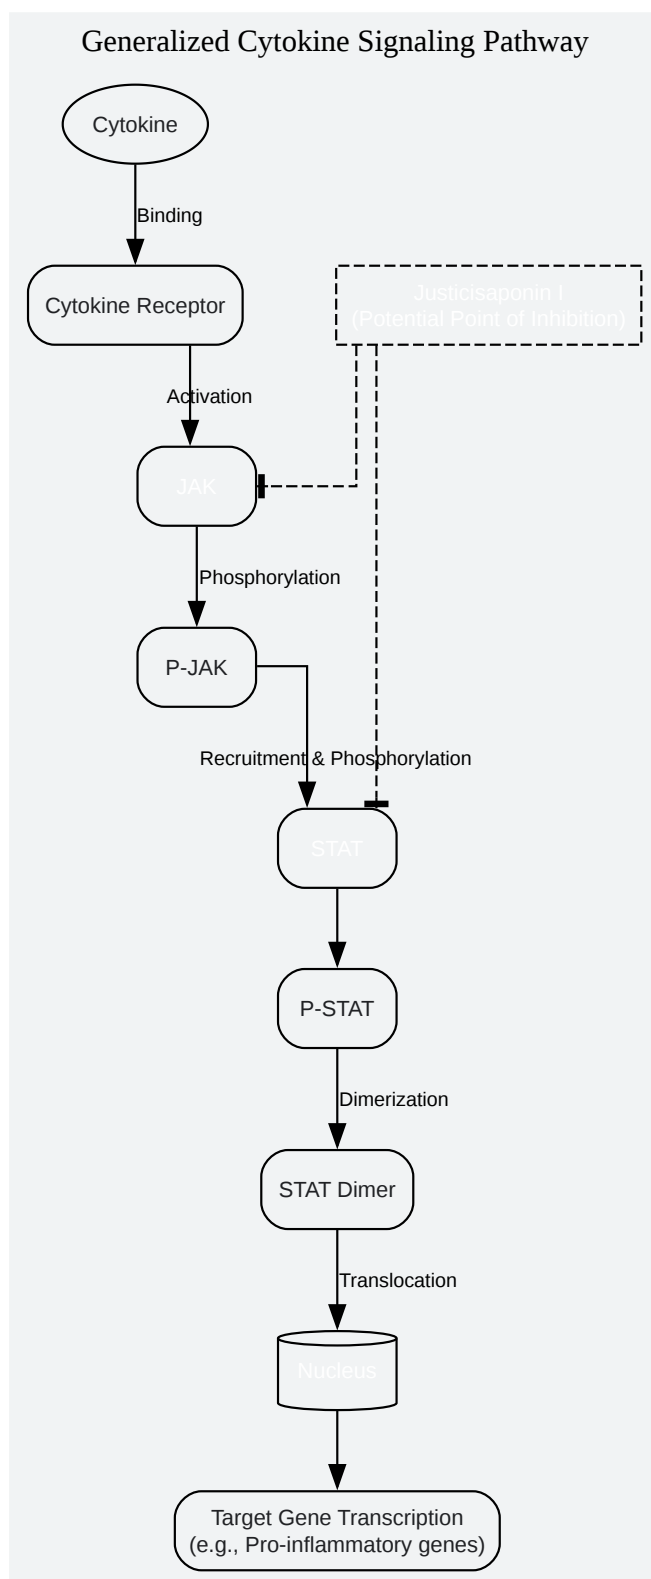 Generalized Cytokine Signaling Pathway
Cytokine
Binding
Cytokine Receptor
Justicisaponin I
(Potential Point of Inhibition)
Activation
JAK
Phosphorylation
P-JAK
Recruitment & Phosphorylation
STAT
P-STAT
Dimerization
STAT Dimer
Translocation
Nucleus
Target Gene Transcription
(e.g., Pro-inflammatory genes)